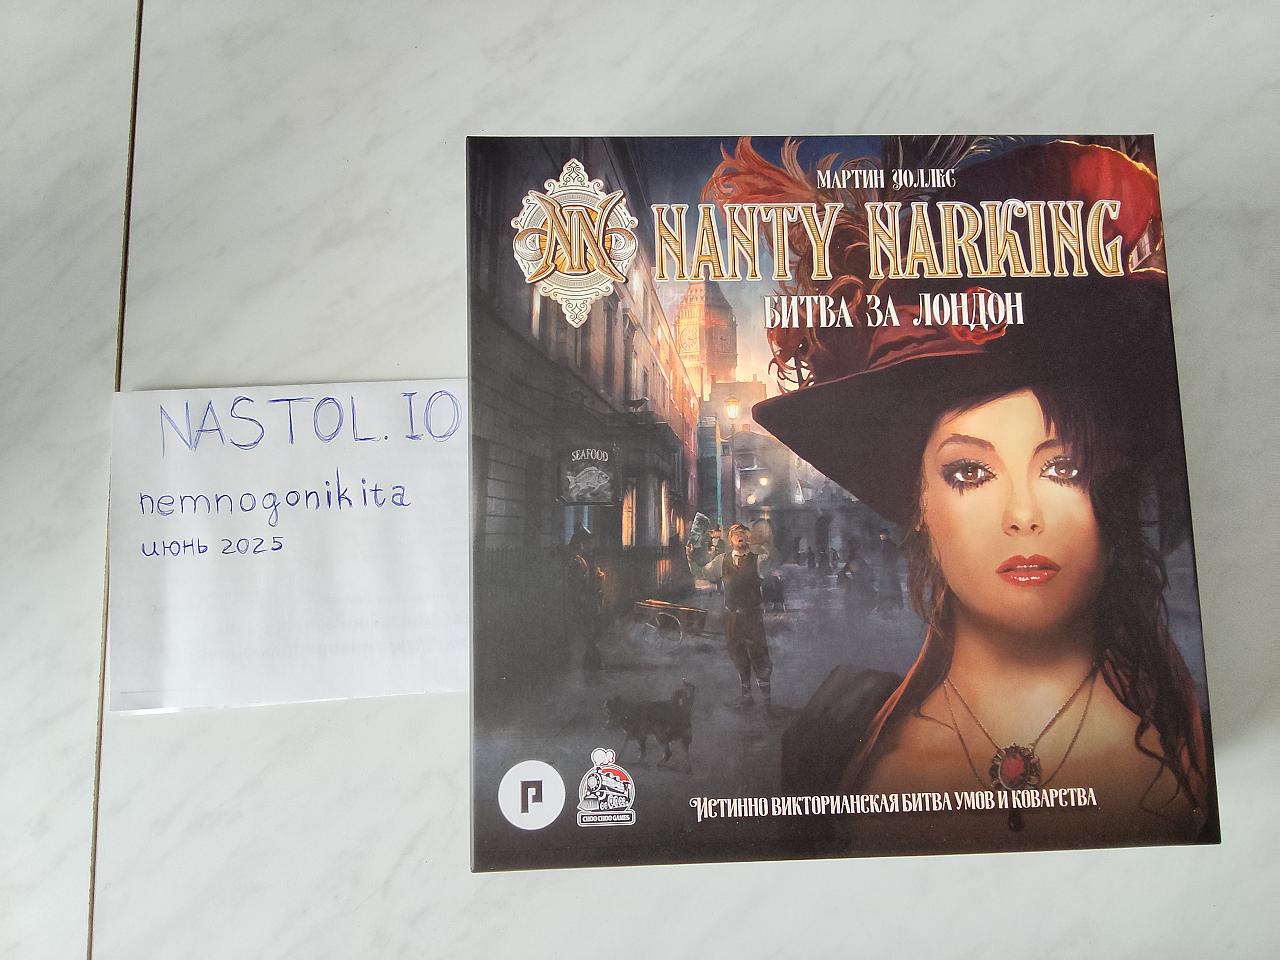 NASTOL.IO
nemnogonikita
июнь 2025
МАРТИН УОЛЛЕС
NN
NANTY NARKING
БИТВА ЗА ЛОНДОН
SEAFOOD
P
CHOO CHOO GAMES
ИСТИННО ВИКТОРИАНСКАЯ БИТВА УМОВ И КОВАРСТВА